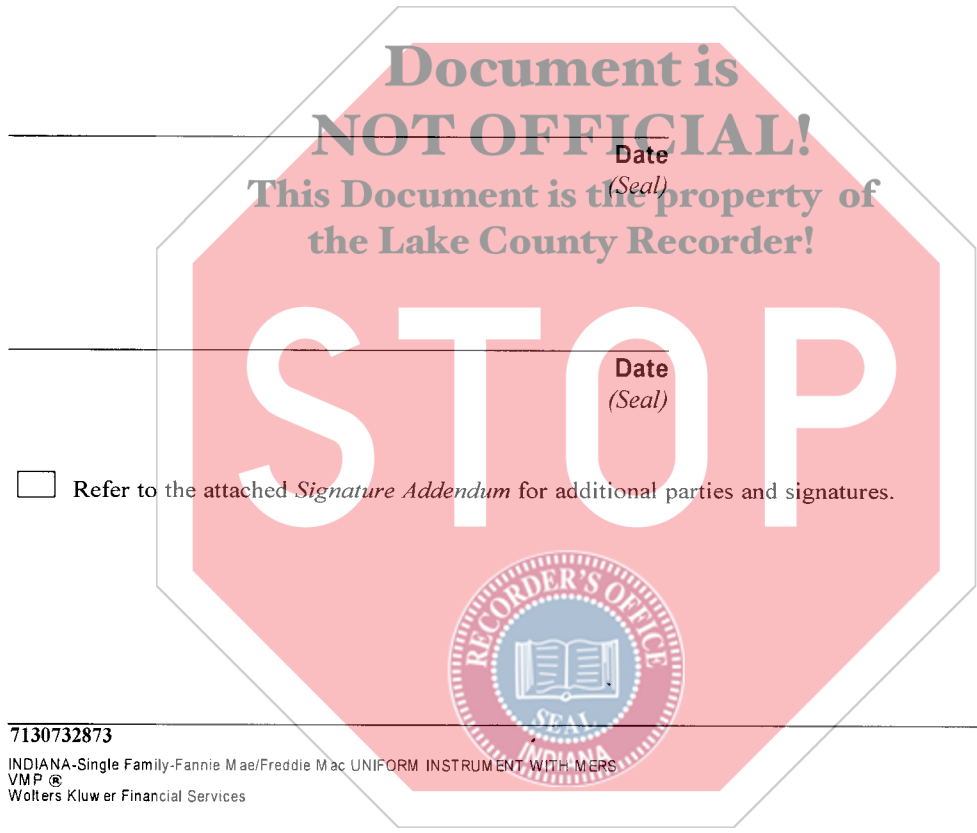 Document is
NOT OFFICIAL!
Date
(Seal)
This Document is the property of
the Lake County Recorder!
STOP
Date
(Seal)
Refer to the attached Signature Addendum for additional parties and signatures.
RECORDER'S OFFICE
SEAL
INDIANA
7130732873
INDIANA-Single Family-Fannie Mae/Freddie Mac UNIFORM INSTRUMENT WITH MERS
VMP ®
Wolters Kluwer Financial Services